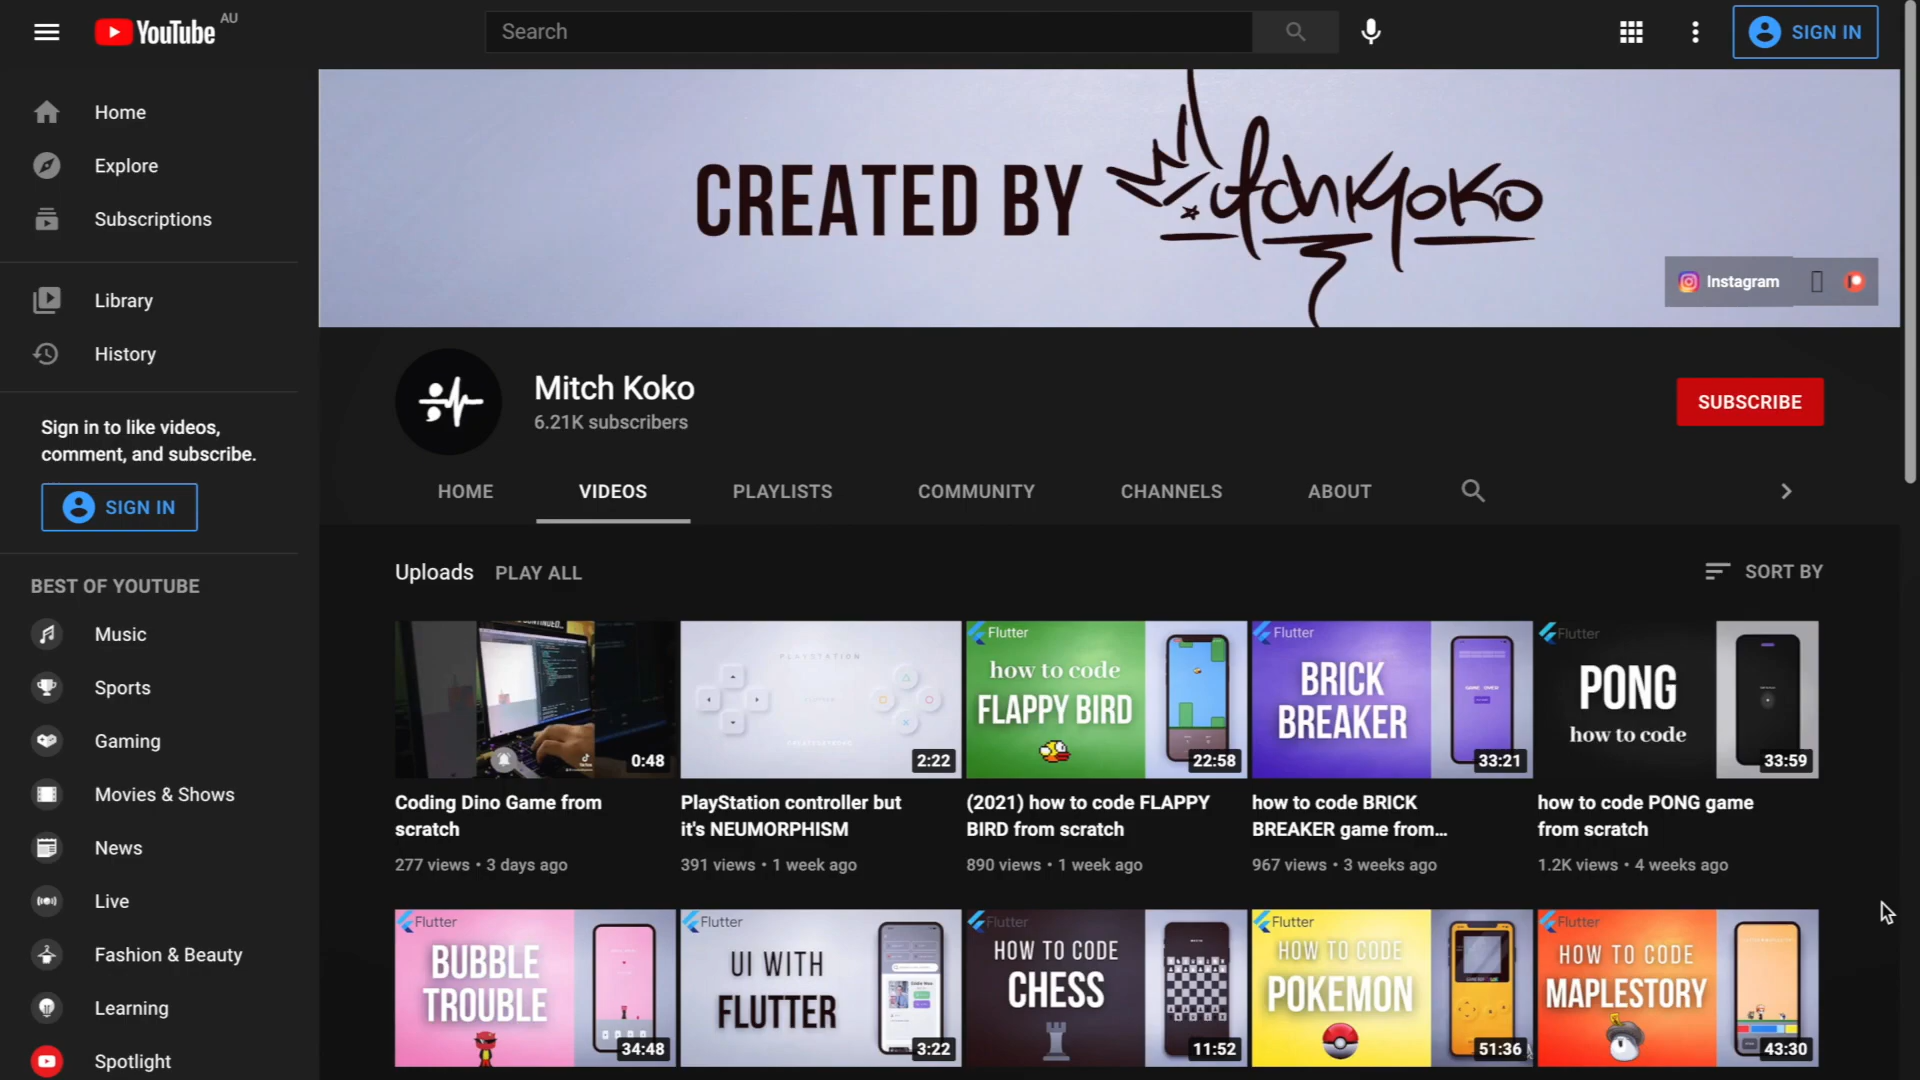 YouTube AU
Search
SIGN IN
Home
Explore
Subscriptions
Library
History
Sign in to like videos,
comment, and subscribe.
SIGN IN
BEST OF YOUTUBE
Music
Sports
Gaming
Movies & Shows
News
Live
Fashion & Beauty
Learning
Spotlight
CREATED BY mitchkoko
Instagram
Mitch Koko
6.21K subscribers
SUBSCRIBE
HOME VIDEOS PLAYLISTS COMMUNITY CHANNELS ABOUT
Uploads PLAY ALL
SORT BY
0:48
Coding Dino Game from
scratch
277 views • 3 days ago
PLAYSTATION
2:22
PlayStation controller but
it's NEUMORPHISM
391 views • 1 week ago
Flutter
how to code
FLAPPY BIRD
22:58
(2021) how to code FLAPPY
BIRD from scratch
890 views • 1 week ago
Flutter
BRICK
BREAKER
GAME OVER
33:21
how to code BRICK
BREAKER game from...
967 views • 3 weeks ago
Flutter
PONG
how to code
33:59
how to code PONG game
from scratch
1.2K views • 4 weeks ago
Flutter
BUBBLE
TROUBLE
34:48
Flutter
UI WITH
FLUTTER
3:22
Flutter
HOW TO CODE
CHESS
11:52
Flutter
HOW TO CODE
POKEMON
51:36
Flutter
HOW TO CODE
MAPLESTORY
43:30